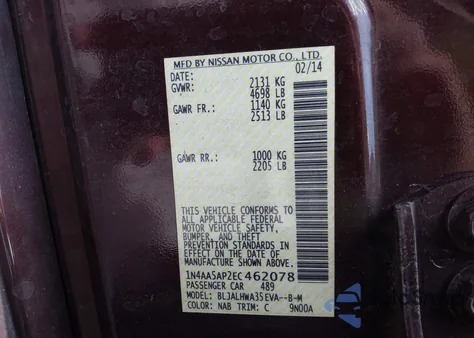 MFD BY NISSAN MOTOR CO., LTD.
DATE: 02/14
GVWR: 2131 KG
4698 LB
GAWR FR.: 1140 KG
2513 LB
GAWR RR.: 1000 KG
2205 LB
THIS VEHICLE CONFORMS TO
ALL APPLICABLE FEDERAL
MOTOR VEHICLE SAFETY,
BUMPER, AND THEFT
PREVENTION STANDARDS
IN EFFECT ON THE DATE OF
MANUFACTURE SHOWN ABOVE.
1N4AA5AP2EC462078
PASSENGER CAR 489
MODEL: BLJALHWA35EVA--B-M
COLOR: NAB TRIM: C 9N00A